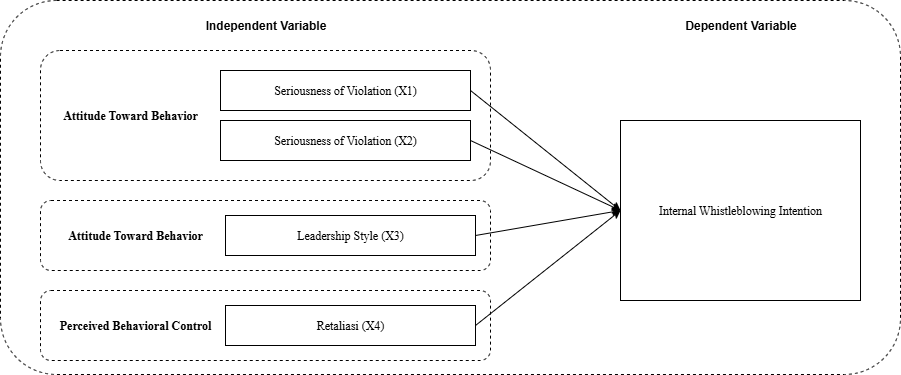 Independent Variable
Dependent Variable
Attitude Toward Behavior
Seriousness of Violation (X1)
Seriousness of Violation (X2)
Attitude Toward Behavior
Leadership Style (X3)
Perceived Behavioral Control
Retaliasi (X4)
Internal Whistleblowing Intention